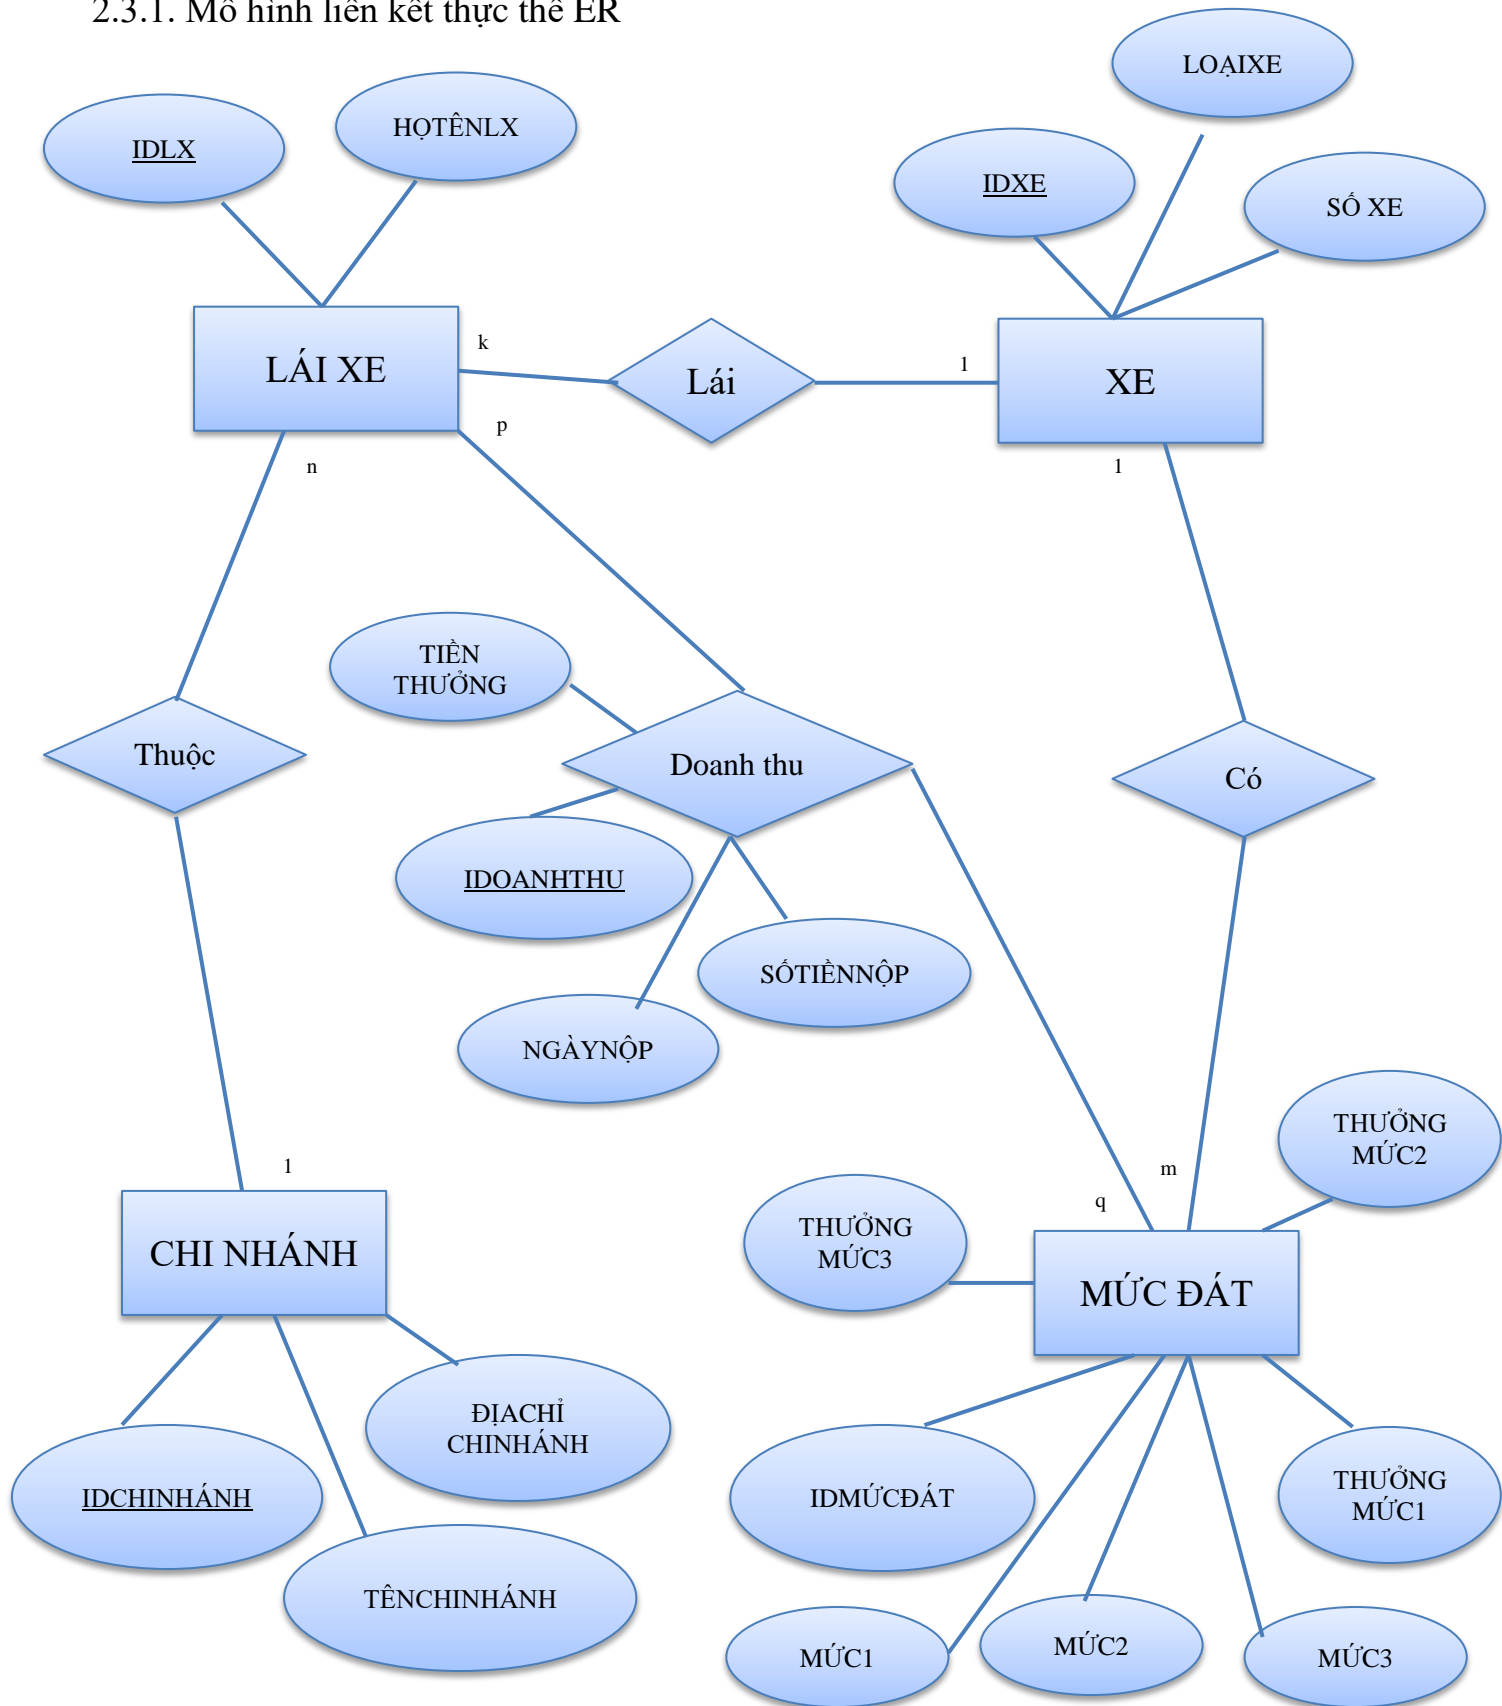 2.3.1. Mô hình liên kết thực thể ER
LOẠIXE
HỌTÊNLX
IDLX
IDXE
SỐ XE
k
1
LÁI XE
Lái
XE
p
n
1
TIỀN
THƯỞNG
Thuộc
Doanh thu
Có
IDOANHTHU
SỐTIỀNNỘP
NGÀYNỘP
THƯỞNG
MỨC2
1
m
q
THƯỞNG
MỨC3
CHI NHÁNH
MỨC ĐÁT
ĐỊACHỈ
CHINHÁNH
IDCHINHÁNH
IDMỨCĐÁT
THƯỞNG
MỨC1
TÊNCHINHÁNH
MỨC1
MỨC2
MỨC3